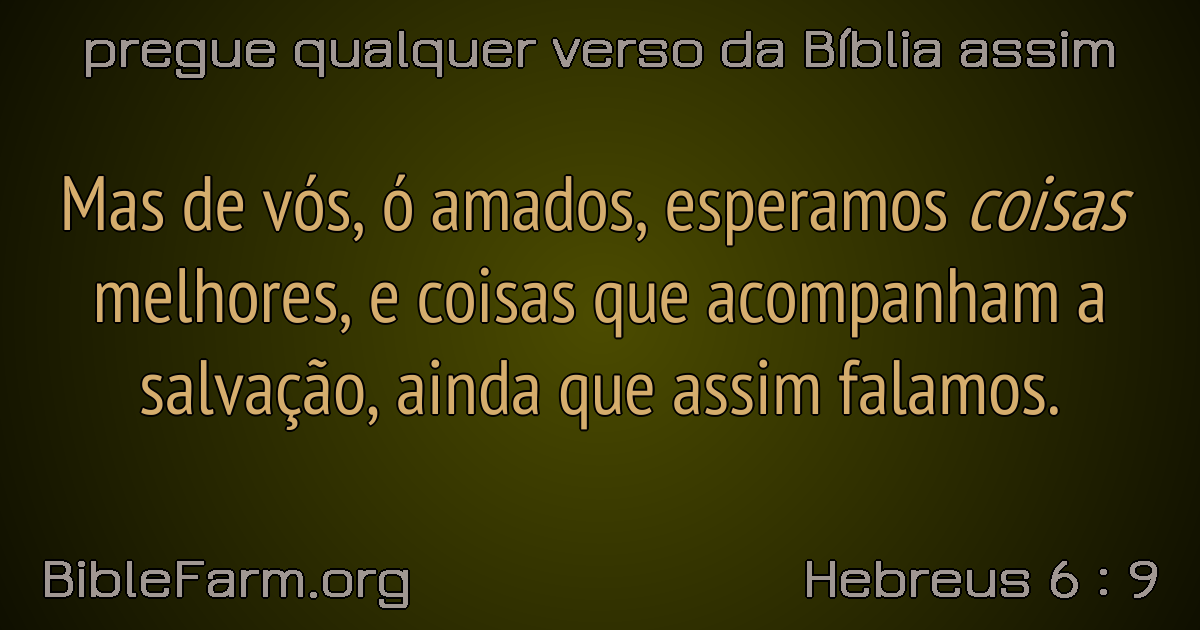 pregue qualquer verso da Bíblia assim
Mas de vós, ó amados, esperamos coisas
melhores, e coisas que acompanham a
salvação, ainda que assim falamos.
BibleFarm.org
Hebreus 6 : 9